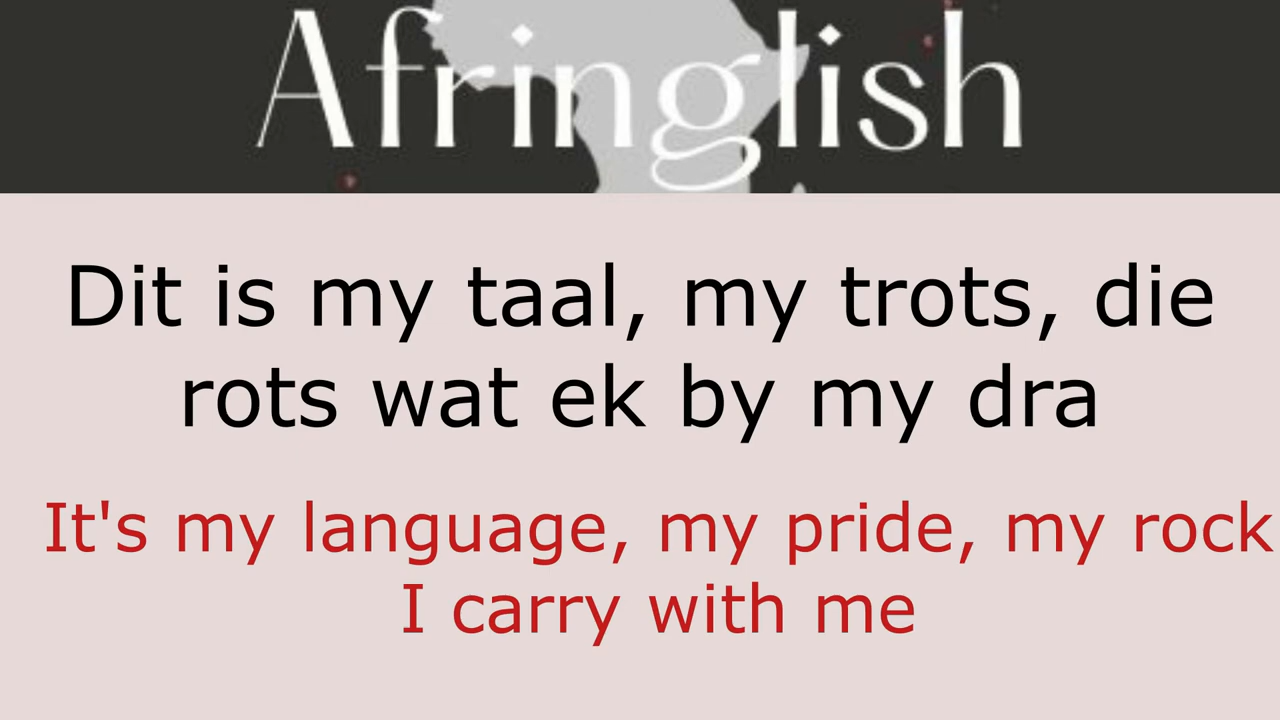 Afringlish
Dit is my taal, my trots, die
rots wat ek by my dra
It's my language, my pride, my rock
I carry with me